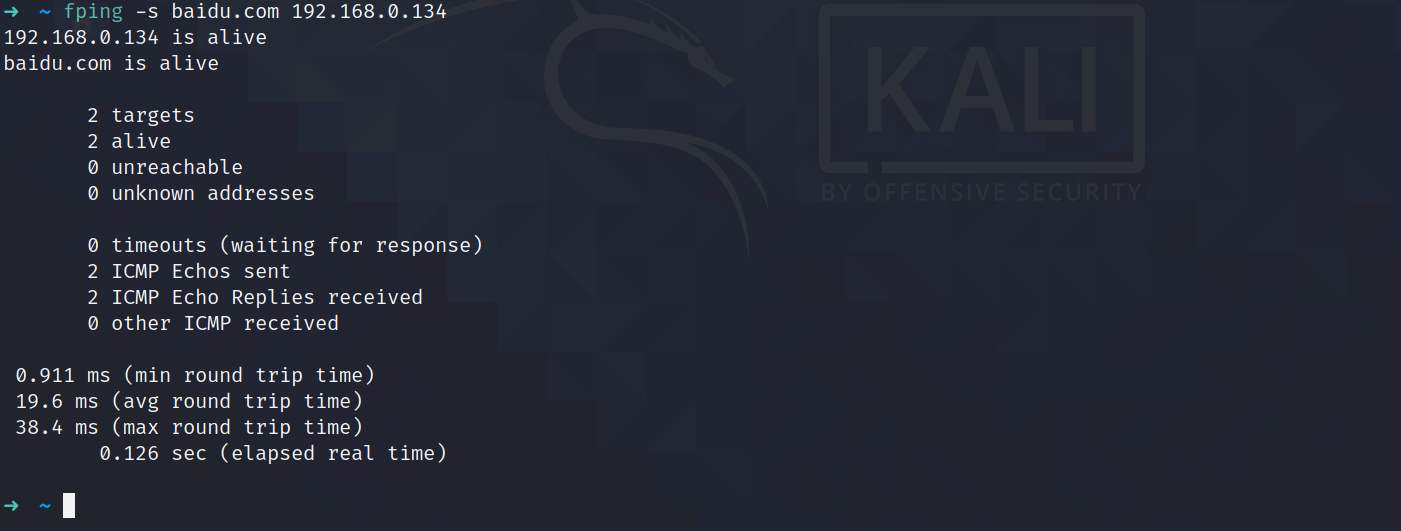 ➜ ~ fping -s baidu.com 192.168.0.134
192.168.0.134 is alive
baidu.com is alive
2 targets
2 alive
0 unreachable
0 unknown addresses
0 timeouts (waiting for response)
2 ICMP Echos sent
2 ICMP Echo Replies received
0 other ICMP received
0.911 ms (min round trip time)
19.6 ms (avg round trip time)
38.4 ms (max round trip time)
0.126 sec (elapsed real time)
➜ ~
KALI
BY OFFENSIVE SECURITY